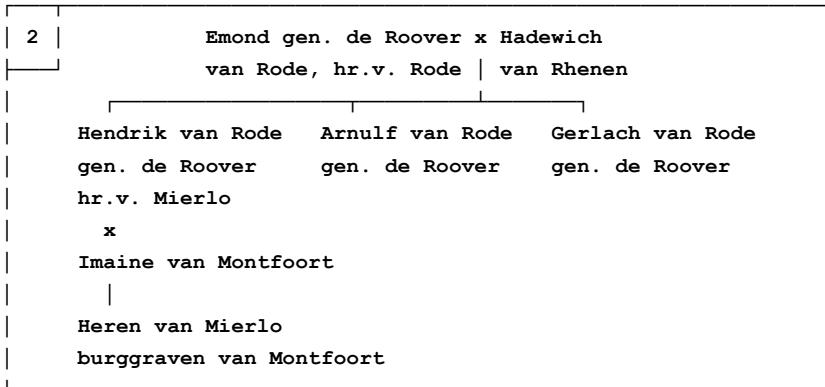 2 Emond gen. de Roover x Hadewich
van Rode, hr.v. Rode van Rhenen
Hendrik van Rode Arnulf van Rode Gerlach van Rode
gen. de Roover gen. de Roover gen. de Roover
hr.v. Mierlo
x
Imaine van Montfoort
Heren van Mierlo
burggraven van Montfoort